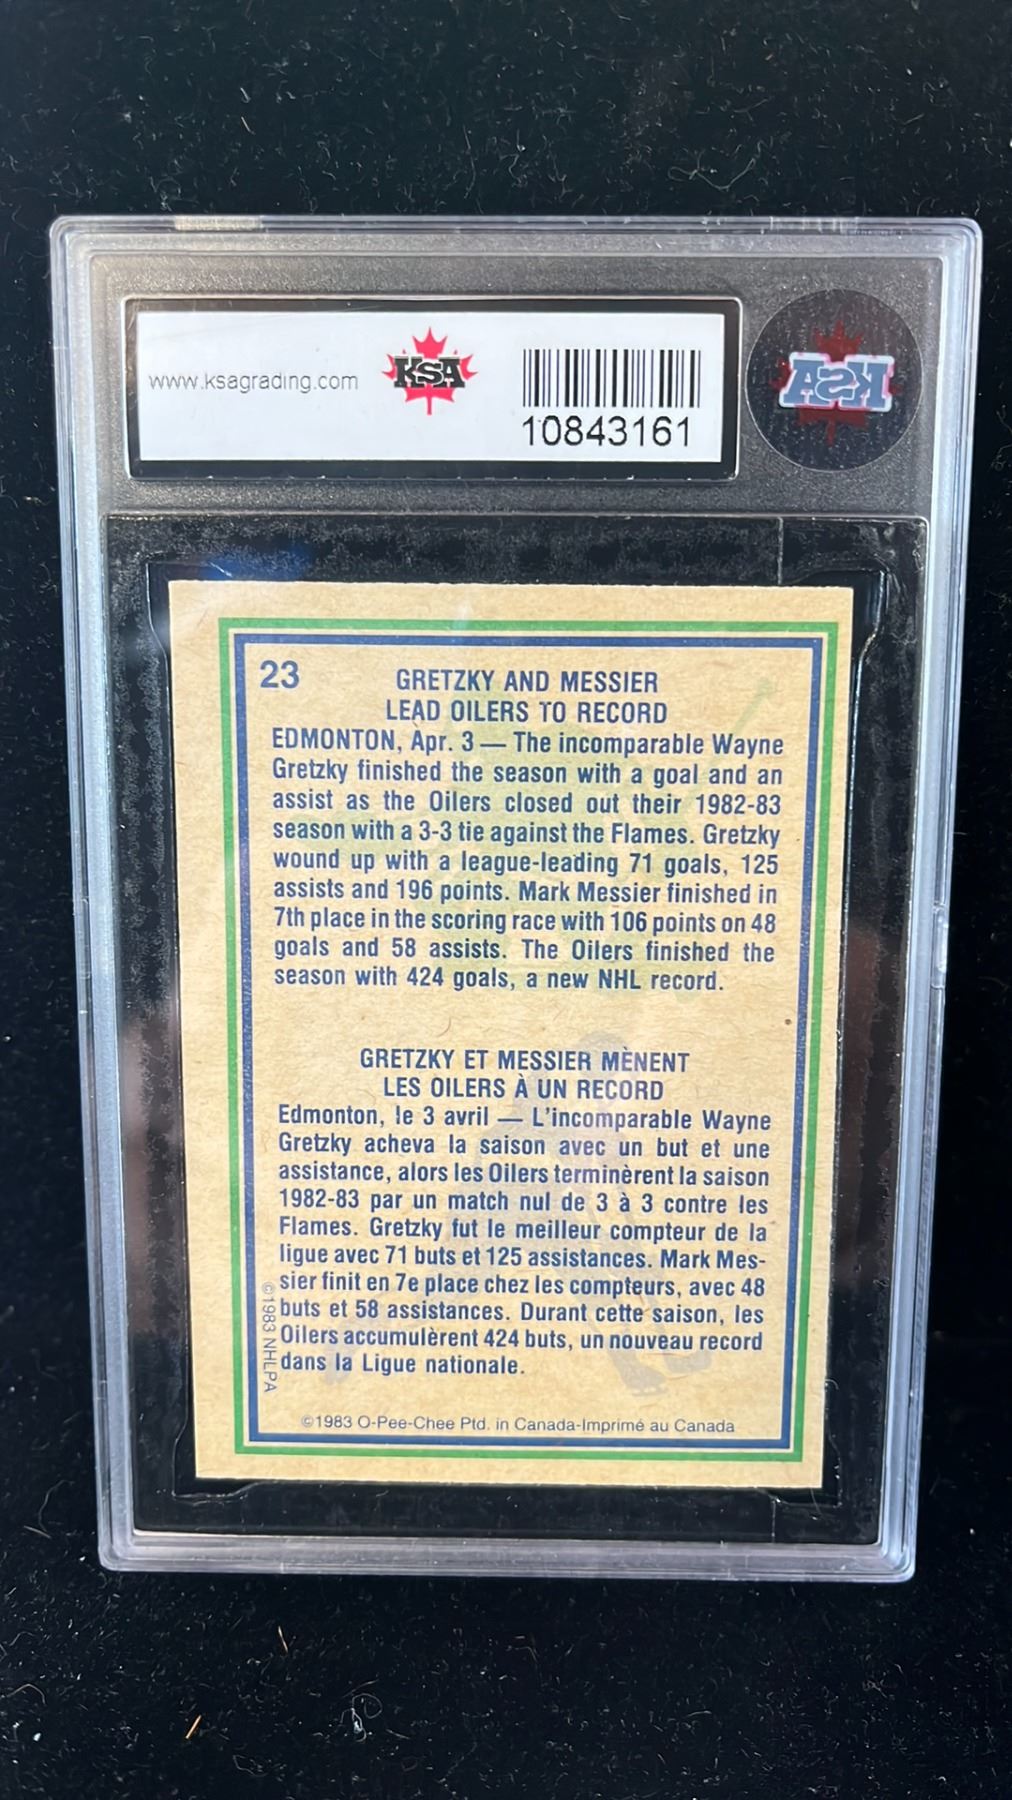 www.ksagrading.com
KSA
10843161
KSA
23
GRETZKY AND MESSIER
LEAD OILERS TO RECORD
EDMONTON, Apr. 3 — The incomparable Wayne
Gretzky finished the season with a goal and an
assist as the Oilers closed out their 1982-83
season with a 3-3 tie against the Flames. Gretzky
wound up with a league-leading 71 goals, 125
assists and 196 points. Mark Messier finished in
7th place in the scoring race with 106 points on 48
goals and 58 assists. The Oilers finished the
season with 424 goals, a new NHL record.
GRETZKY ET MESSIER MÈNENT
LES OILERS À UN RECORD
Edmonton, le 3 avril — L'incomparable Wayne
Gretzky acheva la saison avec un but et une
assistance, alors les Oilers terminèrent la saison
1982-83 par un match nul de 3 à 3 contre les
Flames. Gretzky fut le meilleur compteur de la
ligue avec 71 buts et 125 assistances. Mark Mes-
sier finit en 7e place chez les compteurs, avec 48
buts et 58 assistances. Durant cette saison, les
Oilers accumulèrent 424 buts, un nouveau record
dans la Ligue nationale.
©1983 NHLPA
©1983 O-Pee-Chee Ptd. in Canada-Imprimé au Canada